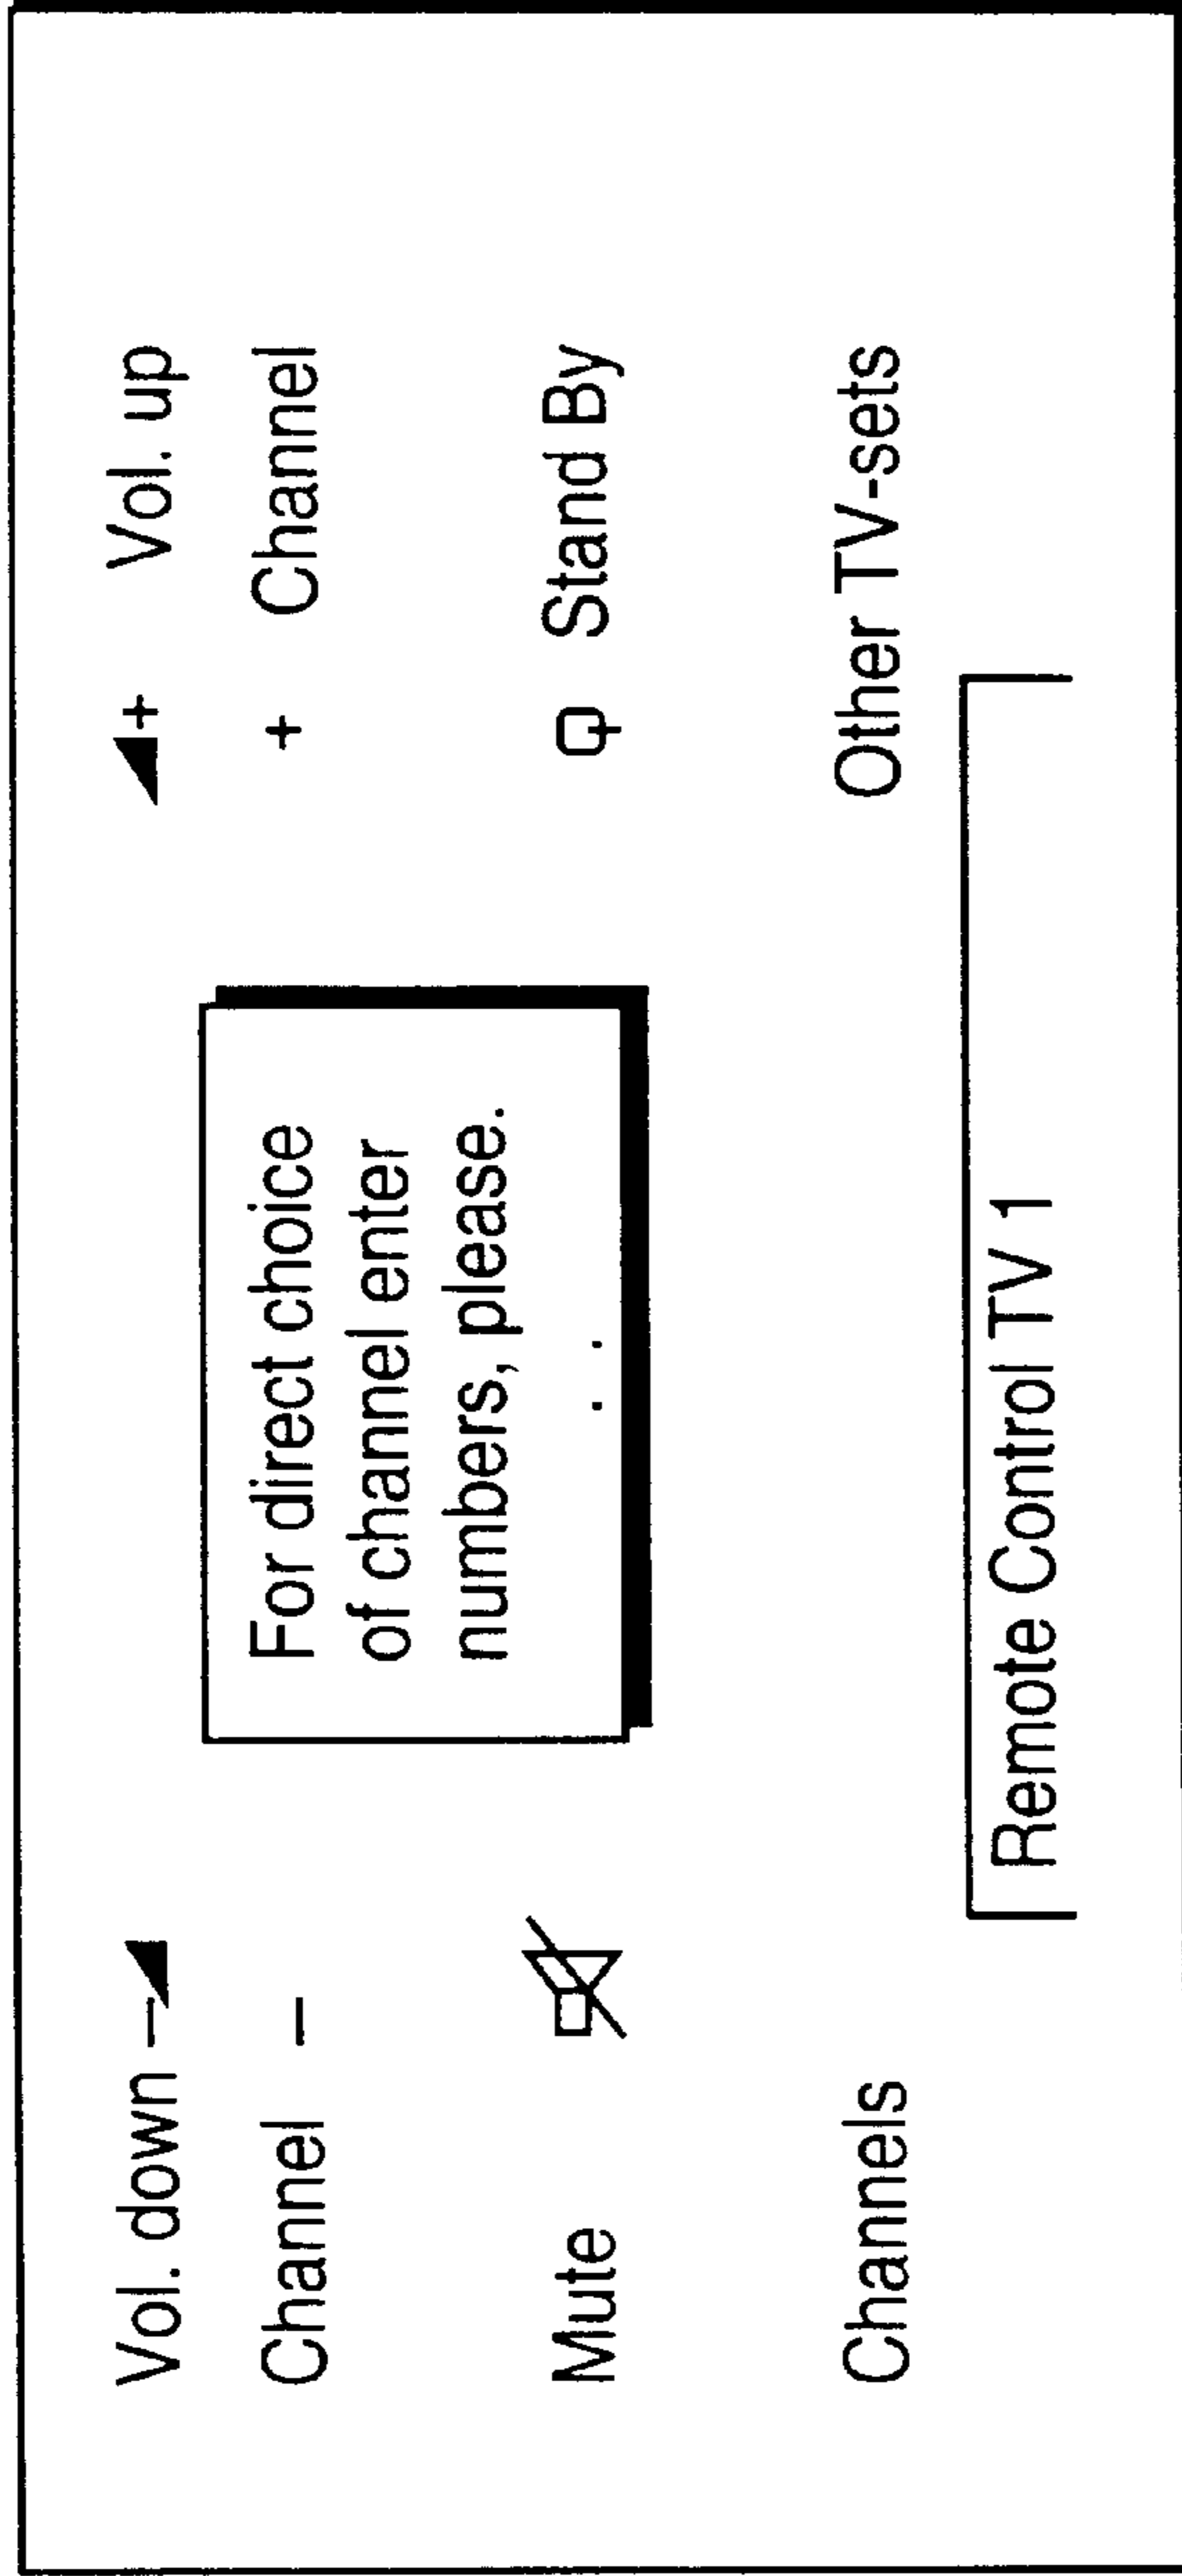 Vol. down – + Vol. up
Channel – + Channel
For direct choice
of channel enter
numbers, please.
. .
Mute Stand By
Channels Other TV-sets
Remote Control TV 1